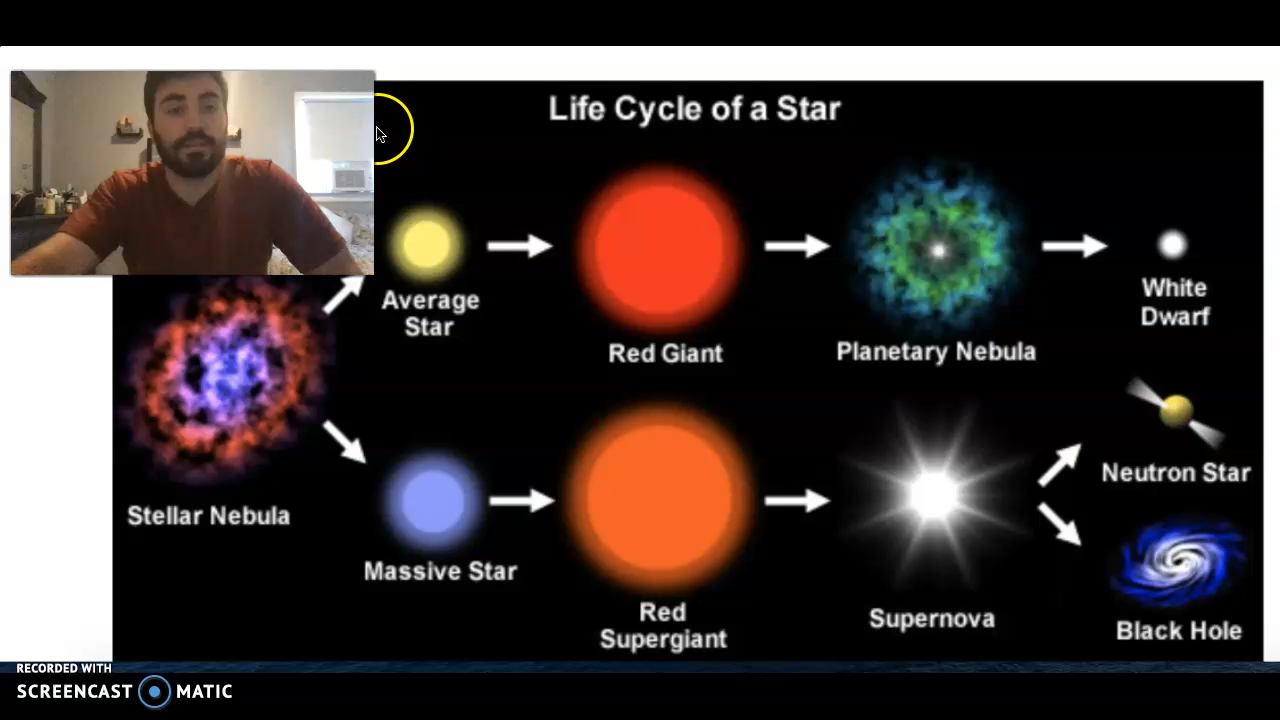 Life Cycle of a Star
Average
Star
Red Giant
Planetary Nebula
White
Dwarf
Stellar Nebula
Massive Star
Red
Supergiant
Supernova
Neutron Star
Black Hole
RECORDED WITH
SCREENCAST MATIC